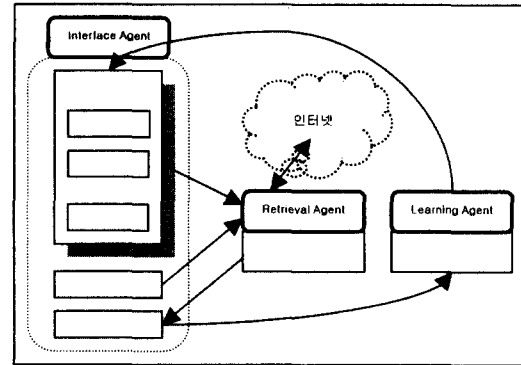 Interface Agent
인터넷
Retrieval Agent
Learning Agent